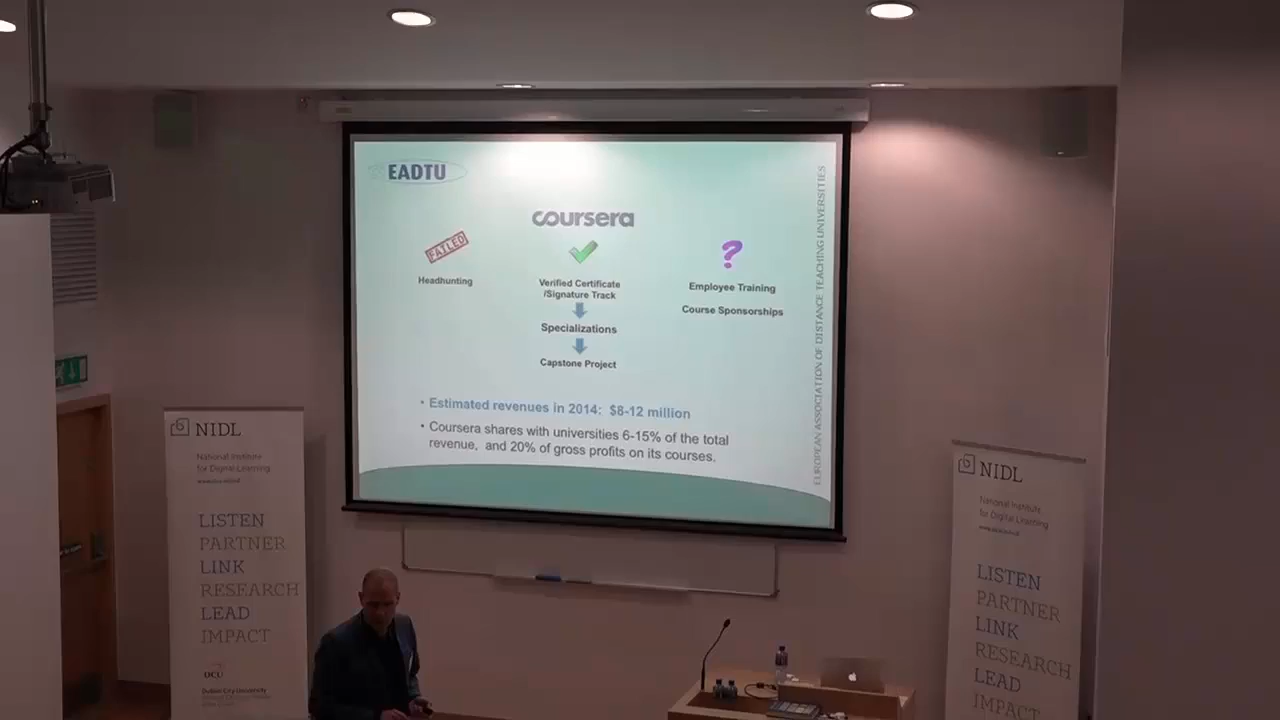 EADTU
coursera
FAILED
Headhunting
Verified Certificate
/Signature Track
Specializations
Capstone Project
?
Employee Training
Course Sponsorships
• Estimated revenues in 2014: $8-12 million
• Coursera shares with universities 6-15% of the total
revenue, and 20% of gross profits on its courses.
EUROPEAN ASSOCIATION OF DISTANCE TEACHING UNIVERSITIES
NIDL
National Institute
for Digital Learning
LISTEN
PARTNER
LINK
RESEARCH
LEAD
IMPACT
DCU
Dublin City University
NIDL
National Institute
for Digital Learning
LISTEN
PARTNER
LINK
RESEARCH
LEAD
IMPACT